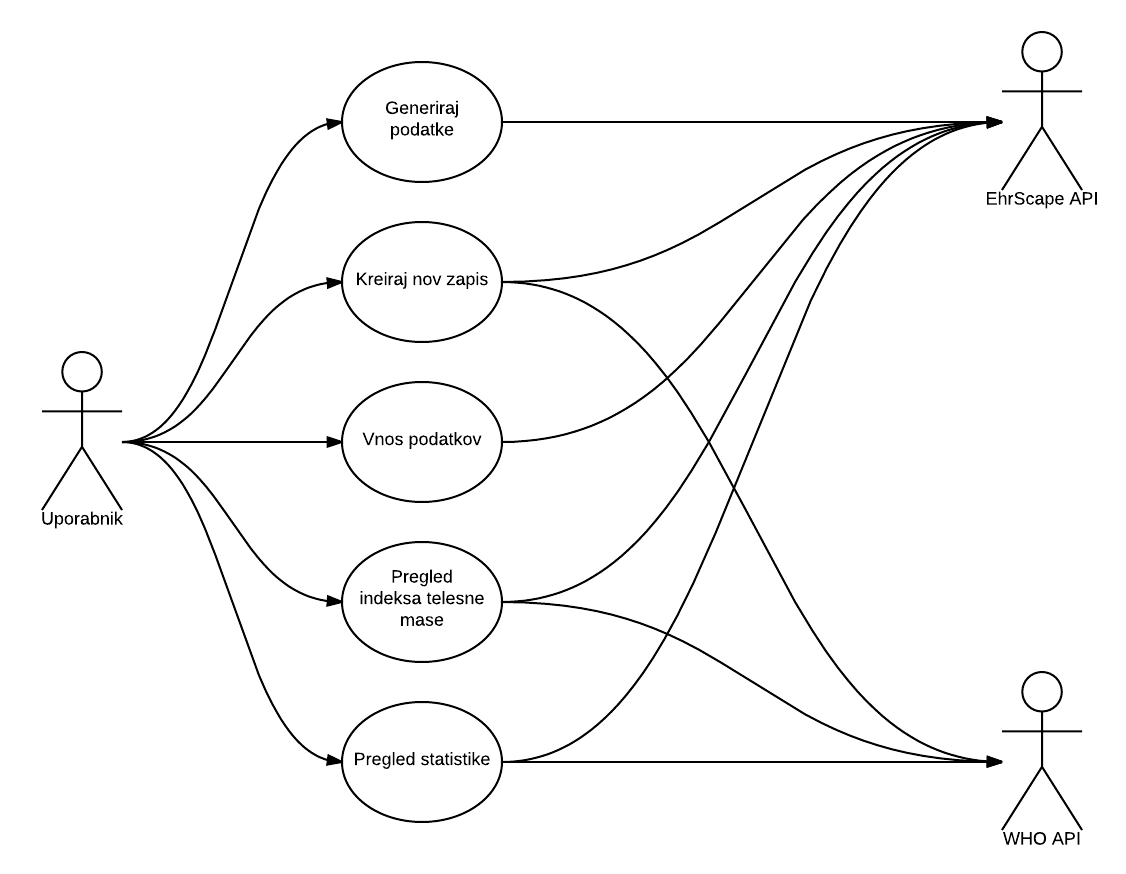 Generiraj
podatke
EhrScape API
Kreiraj nov zapis
Vnos podatkov
Uporabnik
Pregled
indeksa telesne
mase
Pregled statistike
WHO API